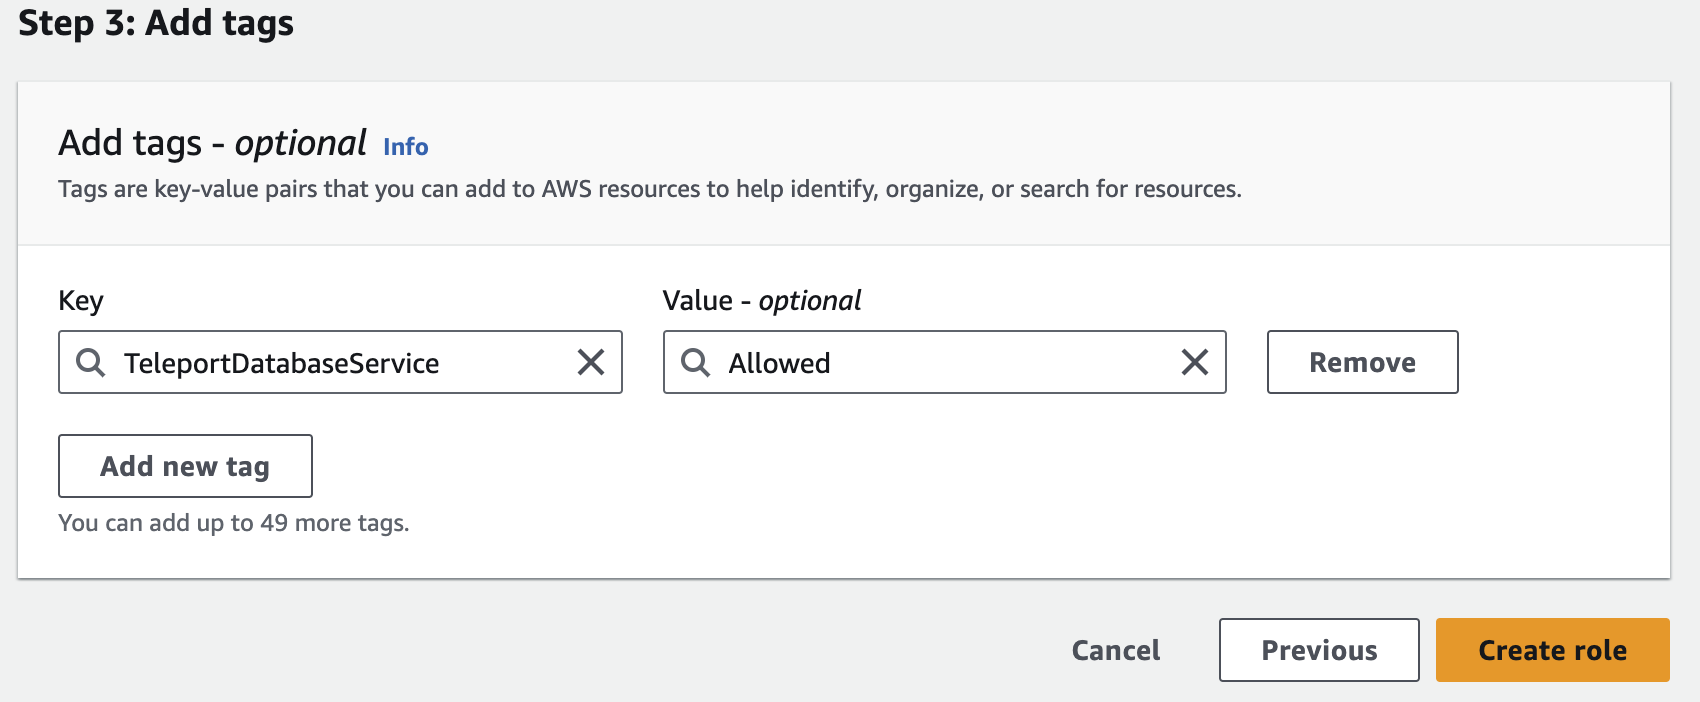 Step 3: Add tags
Add tags - optional Info
Tags are key-value pairs that you can add to AWS resources to help identify, organize, or search for resources.
Key
Value - optional
TeleportDatabaseService
Allowed
Remove
Add new tag
You can add up to 49 more tags.
Cancel
Previous
Create role